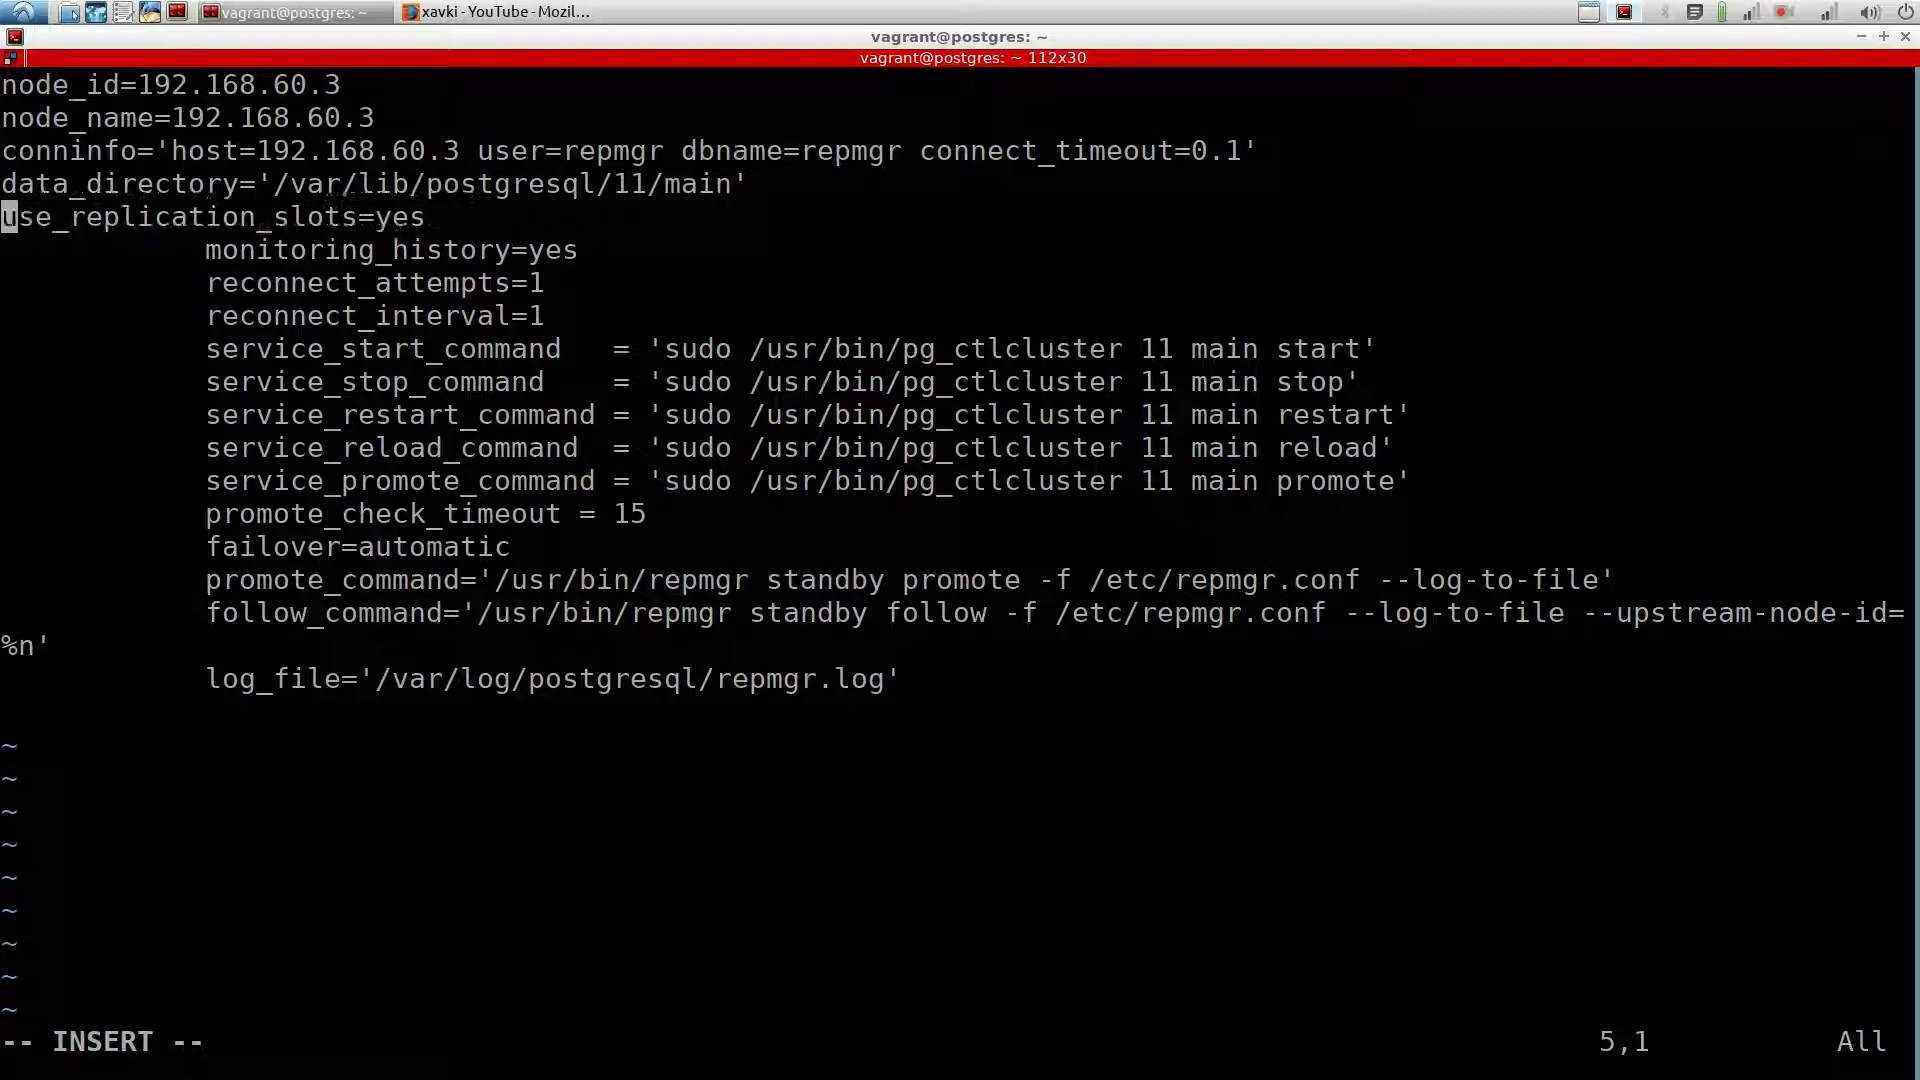 vagrant@postgres: ~
xavki - YouTube - Mozil...
vagrant@postgres: ~
vagrant@postgres: ~ 112x30
node_id=192.168.60.3
node_name=192.168.60.3
conninfo='host=192.168.60.3 user=repmgr dbname=repmgr connect_timeout=0.1'
data_directory='/var/lib/postgresql/11/main'
use_replication_slots=yes
monitoring_history=yes
reconnect_attempts=1
reconnect_interval=1
service_start_command   = 'sudo /usr/bin/pg_ctlcluster 11 main start'
service_stop_command    = 'sudo /usr/bin/pg_ctlcluster 11 main stop'
service_restart_command = 'sudo /usr/bin/pg_ctlcluster 11 main restart'
service_reload_command  = 'sudo /usr/bin/pg_ctlcluster 11 main reload'
service_promote_command = 'sudo /usr/bin/pg_ctlcluster 11 main promote'
promote_check_timeout = 15
failover=automatic
promote_command='/usr/bin/repmgr standby promote -f /etc/repmgr.conf --log-to-file'
follow_command='/usr/bin/repmgr standby follow -f /etc/repmgr.conf --log-to-file --upstream-node-id=
%n'
log_file='/var/log/postgresql/repmgr.log'
~
~
~
~
~
~
~
~
~
-- INSERT -- 5,1 All